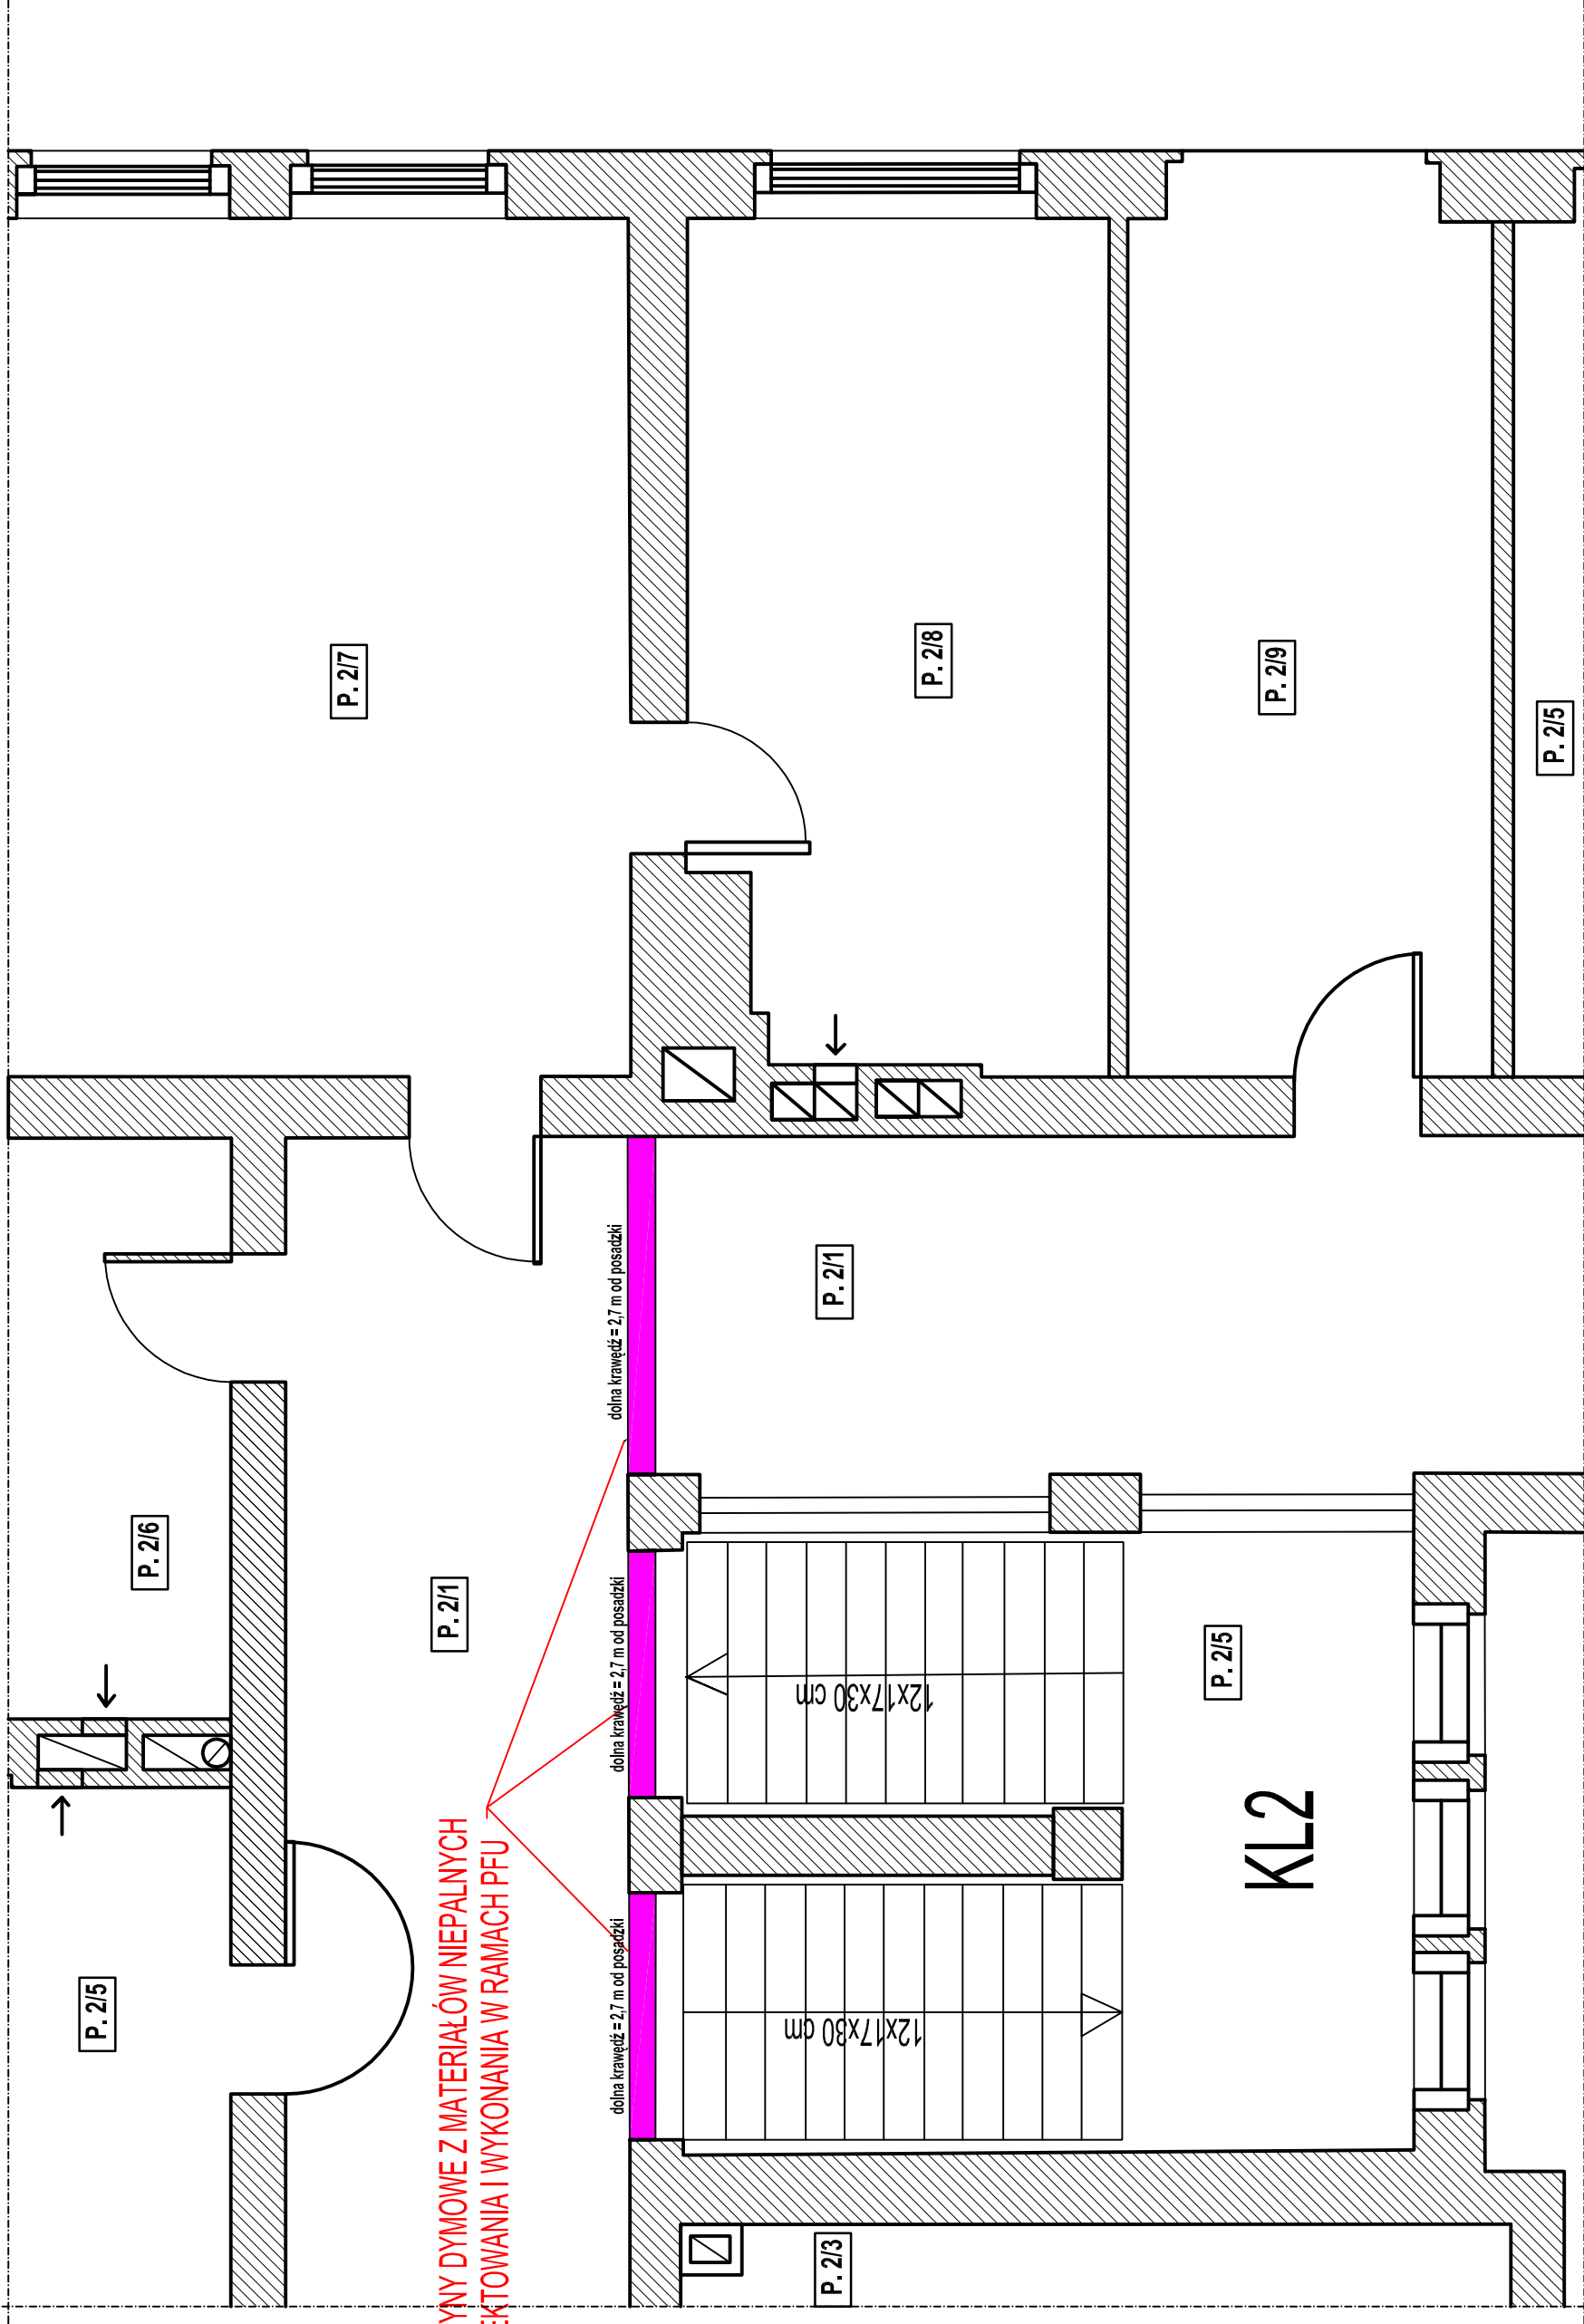 P. 2/7
P. 2/8
P. 2/9
P. 2/5
P. 2/1
dolna krawędź = 2,7 m od posadzki
P. 2/6
P. 2/1
dolna krawędź = 2,7 m od posadzki
12x17x30 cm
P. 2/5
KL2
DYMOWE Z MATERIAŁÓW NIEPALNYCH
I WYKONANIA W RAMACH PFU
P. 2/5
dolna krawędź = 2,7 m od posadzki
12x17x30 cm
P. 2/3